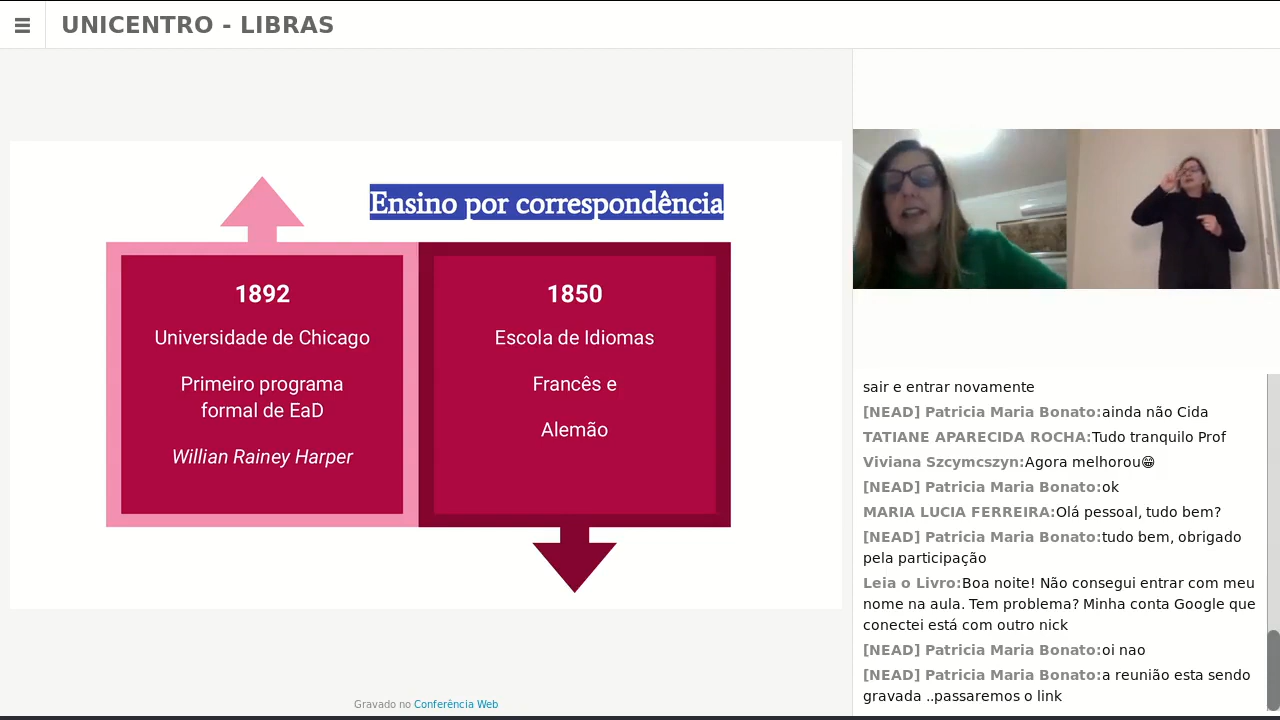 UNICENTRO - LIBRAS
Ensino por correspondência
1892
Universidade de Chicago
Primeiro programa
formal de EaD
Willian Rainey Harper
1850
Escola de Idiomas
Francês e
Alemão
sair e entrar novamente
[NEAD] Patricia Maria Bonato:ainda não Cida
TATIANE APARECIDA ROCHA:Tudo tranquilo Prof
Viviana Szcymcszyn:Agora melhorou😁
[NEAD] Patricia Maria Bonato:ok
MARIA LUCIA FERREIRA:Olá pessoal, tudo bem?
[NEAD] Patricia Maria Bonato:tudo bem, obrigado
pela participação
Leia o Livro:Boa noite! Não consegui entrar com meu
nome na aula. Tem problema? Minha conta Google que
conectei está com outro nick
[NEAD] Patricia Maria Bonato:oi nao
[NEAD] Patricia Maria Bonato:a reunião esta sendo
gravada ..passaremos o link
Gravado no Conferência Web